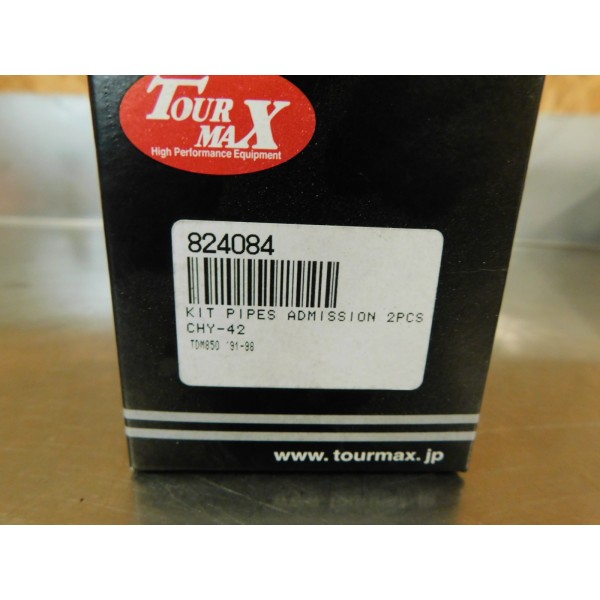 TOUR
MAX
High Performance Equipment
824084
KIT PIPES ADMISSION 2PCS
CHY-42
TDM850 '91-98
www.tourmax.jp